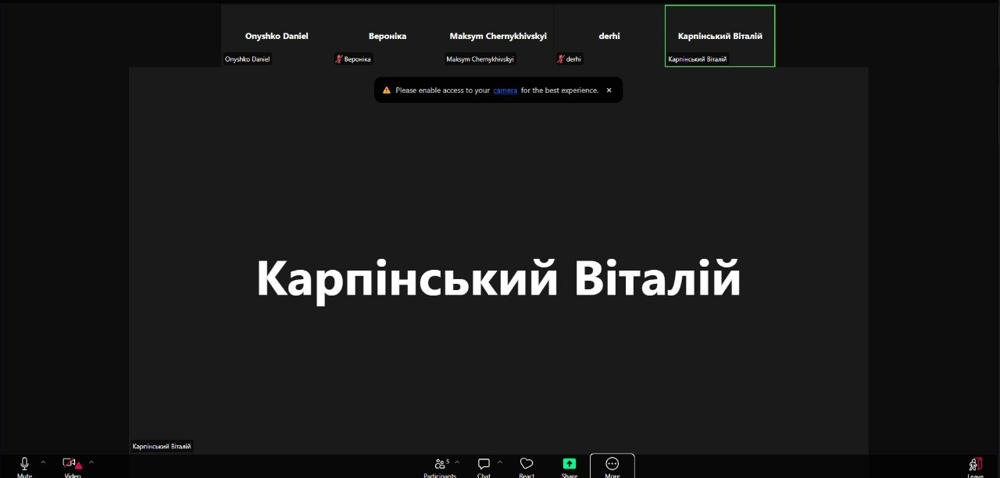 Onyshko Daniel
Вероніка
Maksym Chernykhivskyi
derhi
Карпінський Віталій
Onyshko Daniel
Вероніка
Maksym Chernykhivskyi
derhi
Карпінський Віталій
Please enable access to your camera for the best experience.
Карпінський Віталій
Карпінський Віталій
5
Mute
Video
Participants
Chat
React
Share
More
Leave